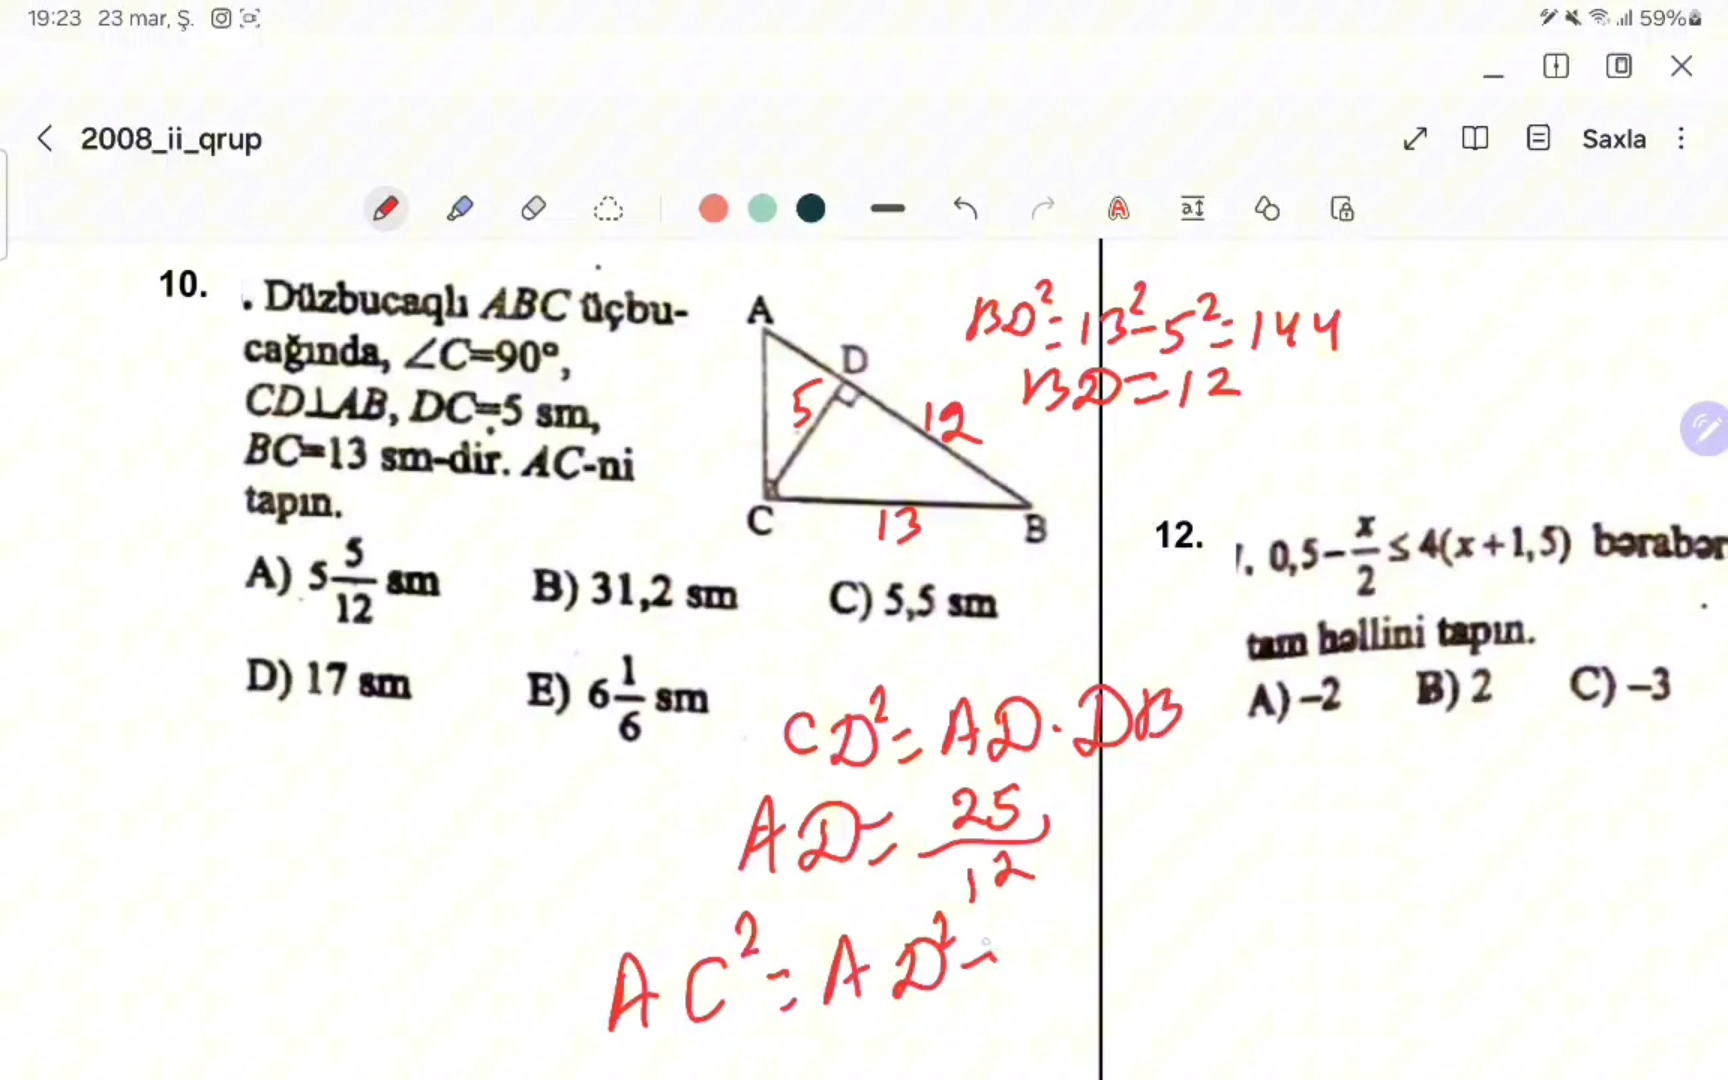 19:23 23 mar, Ş. 59%
2008_ii_qrup
Saxla
10. . Düzbucaqlı ABC üçbu-
cağında, ∠C=90°,
CD⊥AB, DC=5 sm,
BC=13 sm-dir. AC-ni
tapın.
A) 5 5/12 sm B) 31,2 sm C) 5,5 sm
D) 17 sm E) 6 1/6 sm
A
D
5
12
C
13
B
BD²=13²-5²=144
BD=12
CD²=AD·DB
AD=25/12
AC²=AD²-
12. . 0,5-x/2≤4(x+1,5) bərabər
tam həllini tapın.
A) -2 B) 2 C) -3